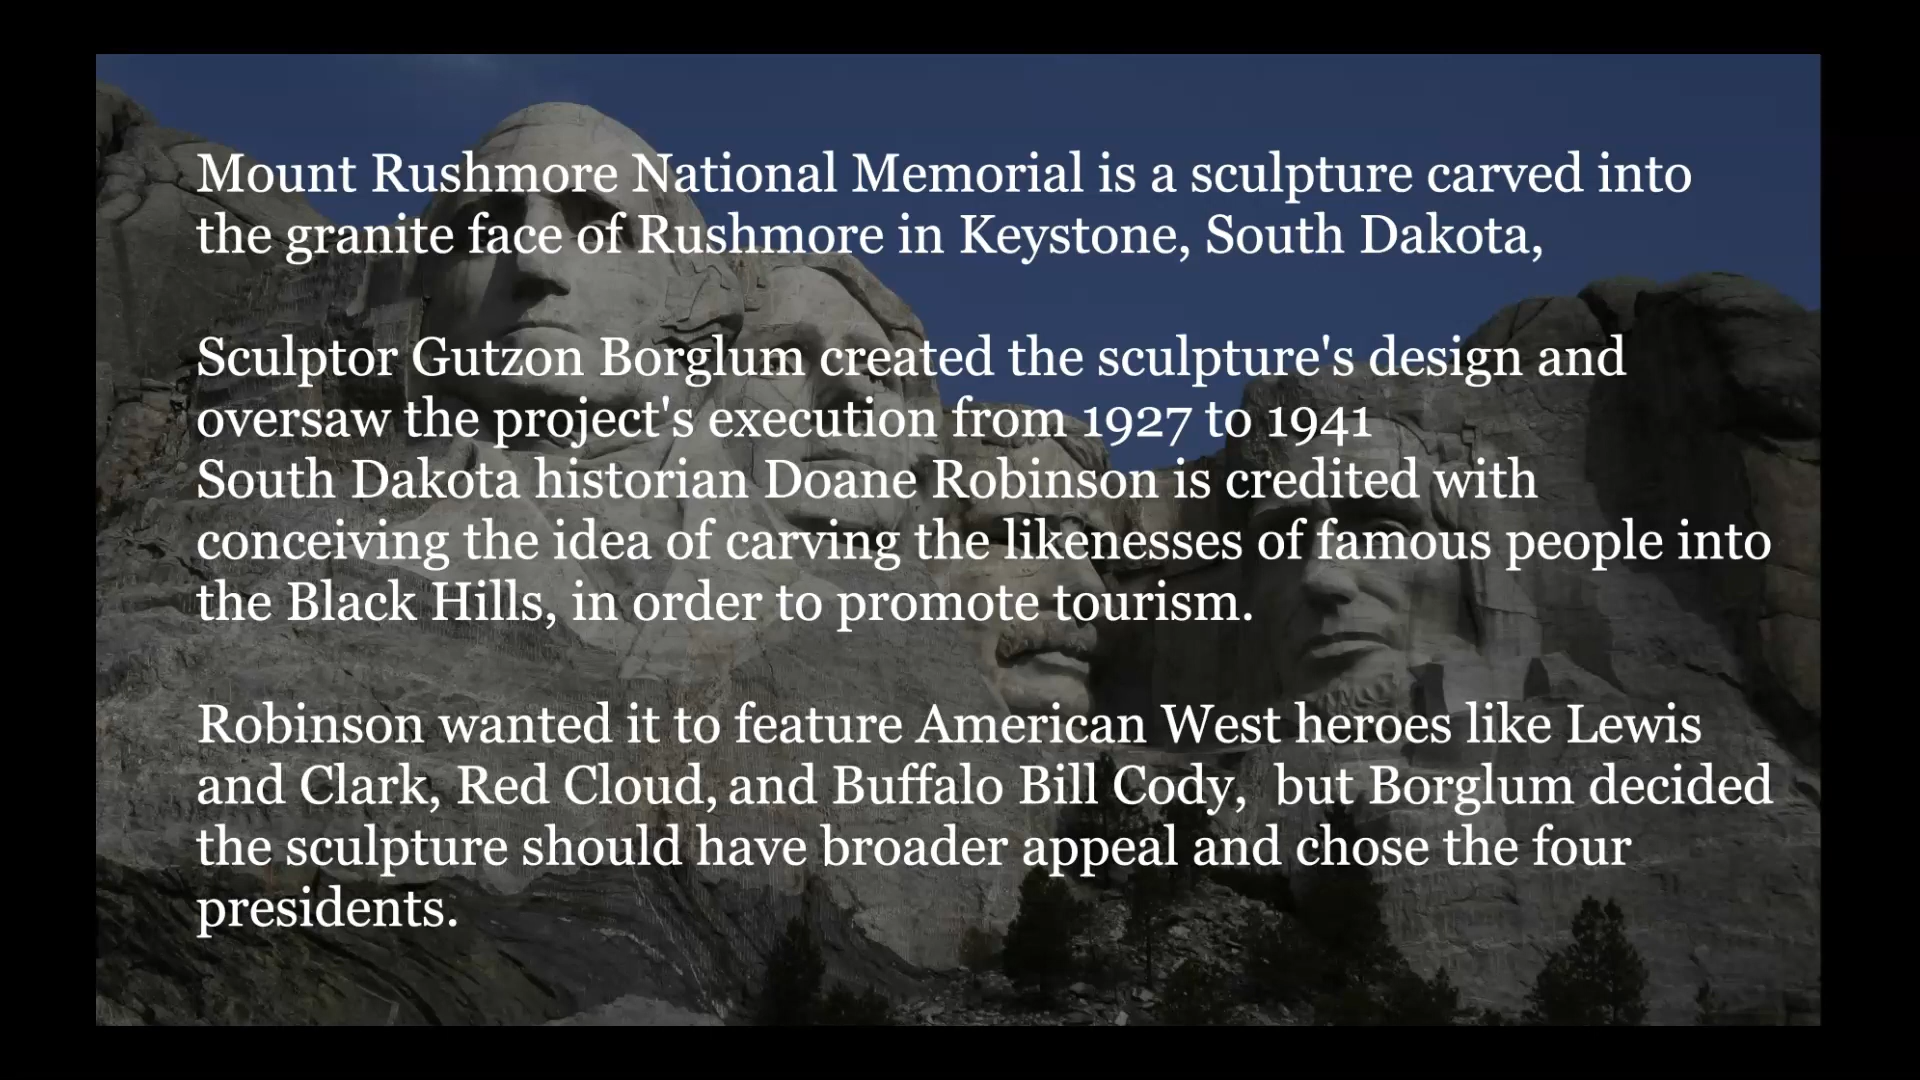 Mount Rushmore National Memorial is a sculpture carved into
the granite face of Rushmore in Keystone, South Dakota,
Sculptor Gutzon Borglum created the sculpture's design and
oversaw the project's execution from 1927 to 1941
South Dakota historian Doane Robinson is credited with
conceiving the idea of carving the likenesses of famous people into
the Black Hills, in order to promote tourism.
Robinson wanted it to feature American West heroes like Lewis
and Clark, Red Cloud, and Buffalo Bill Cody,  but Borglum decided
the sculpture should have broader appeal and chose the four
presidents.